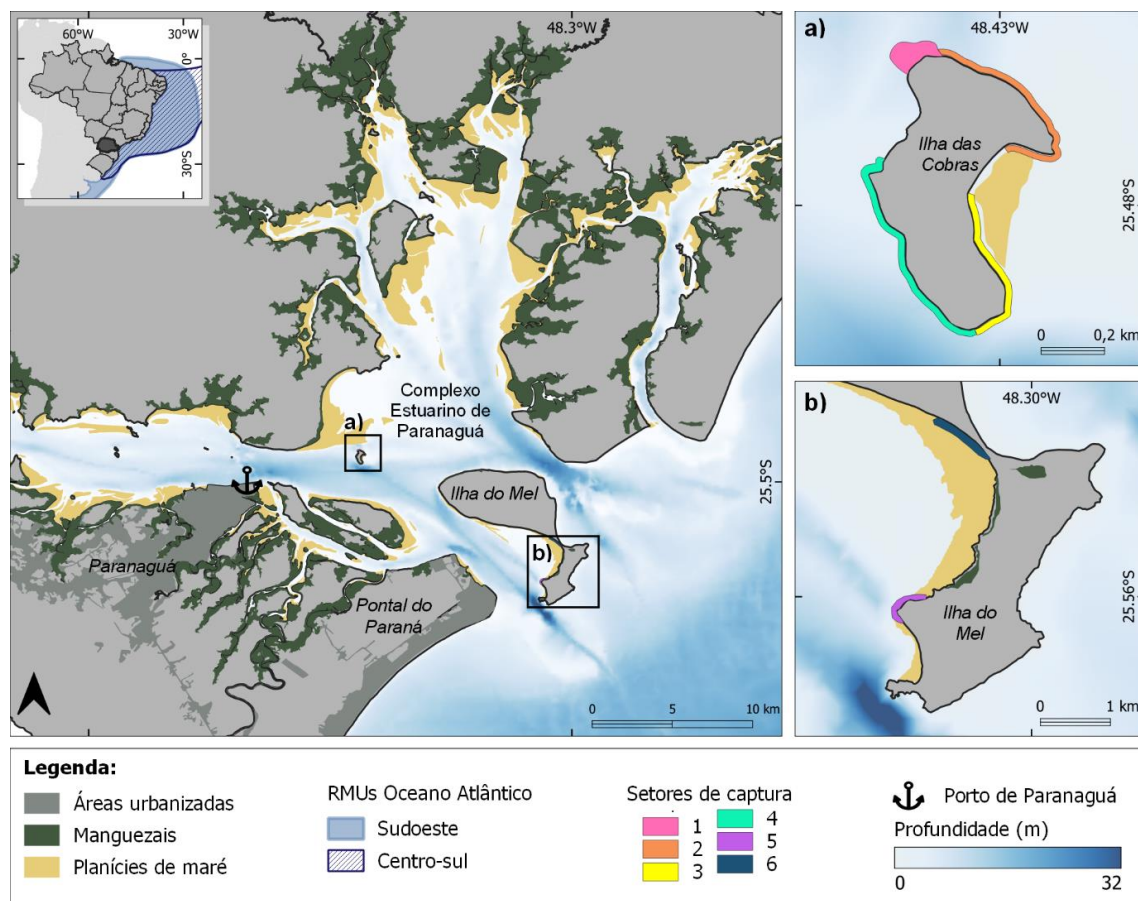 60°W
30°W
0°
30°S
48.3°W
Complexo
Estuarino de
Paranaguá
a)
Ilha do Mel
b)
Paranaguá
Pontal do
Paraná
25.5°S
0 5 10 km
a)
48.43°W
Ilha das
Cobras
25.48°S
0 0,2 km
b)
48.30°W
25.56°S
Ilha do
Mel
0 1 km
Legenda:
Áreas urbanizadas
Manguezais
Planícies de maré
RMUs Oceano Atlântico
Sudoeste
Centro-sul
Setores de captura
1
2
3
4
5
6
Porto de Paranaguá
Profundidade (m)
0 32